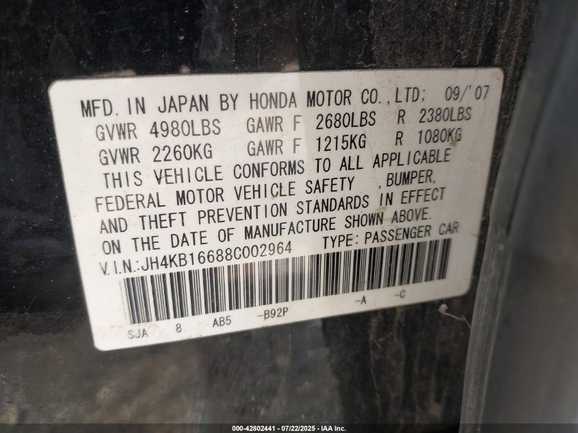 MFD. IN JAPAN BY HONDA MOTOR CO.,LTD; 09/'07
GVWR 4980LBS GAWR F 2680LBS R 2380LBS
GVWR 2260KG GAWR F 1215KG R 1080KG
THIS VEHICLE CONFORMS TO ALL APPLICABLE
FEDERAL MOTOR VEHICLE SAFETY ,BUMPER,
AND THEFT PREVENTION STANDARDS IN EFFECT
ON THE DATE OF MANUFACTURE SHOWN ABOVE.
V.I.N.:JH4KB16688C002964 TYPE: PASSENGER CAR
SJA 8 AB5 -B92P -A -C
000-42802441 - 07/22/2025 - IAA Inc.